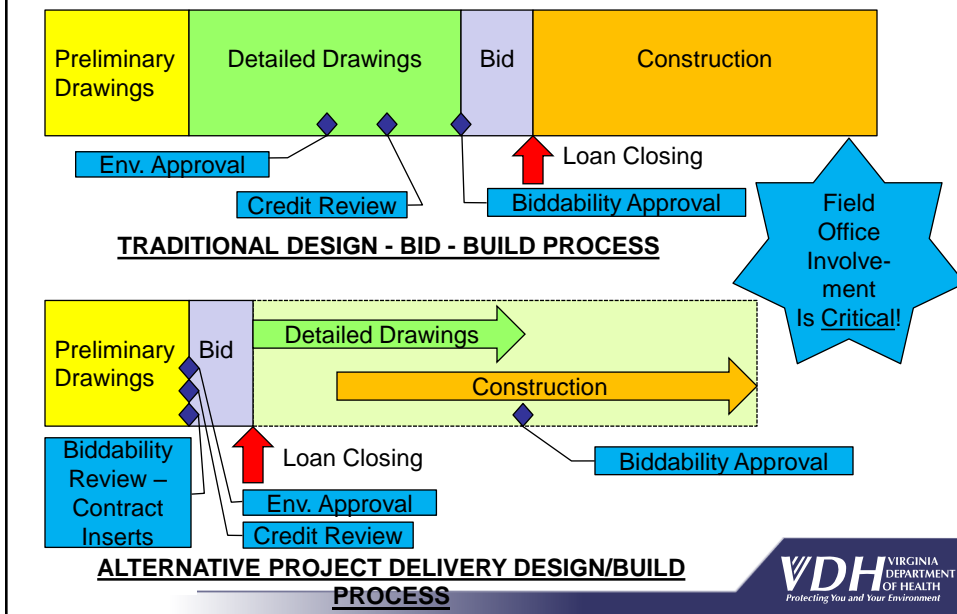 Preliminary
Drawings
Detailed Drawings
Bid
Construction
Env. Approval
Credit Review
Loan Closing
Biddability Approval
TRADITIONAL DESIGN - BID - BUILD PROCESS
Field
Office
Involve-
ment
Is Critical!
Preliminary
Drawings
Bid
Detailed Drawings
Construction
Biddability
Review –
Contract
Inserts
Loan Closing
Env. Approval
Credit Review
Biddability Approval
ALTERNATIVE PROJECT DELIVERY DESIGN/BUILD
PROCESS
VDH VIRGINIA
DEPARTMENT
OF HEALTH
Protecting You and Your Environment